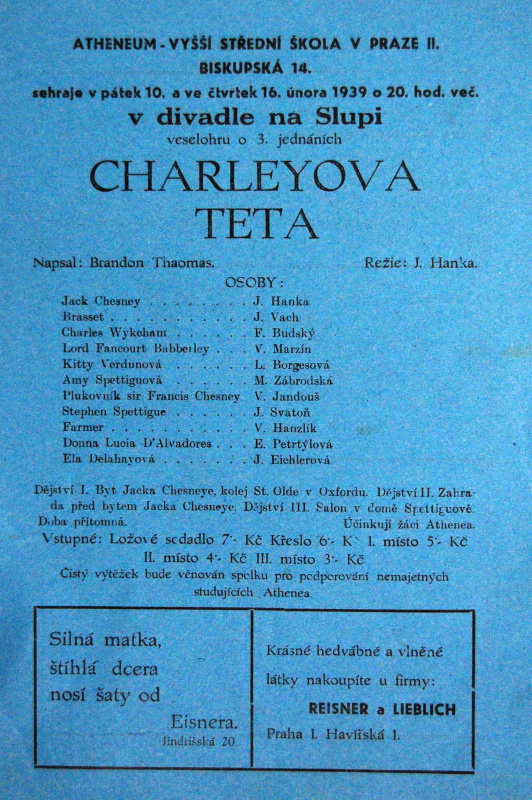 ATHENEUM - VYŠŠÍ STŘEDNÍ ŠKOLA V PRAZE II.
BISKUPSKÁ 14.
sehraje v pátek 10. a ve čtvrtek 16. února 1939 o 20. hod. več.
v divadle na Slupi
veselohru o 3. jednáních
CHARLEYOVA
TETA
Napsal: Brandon Thaomas. Režie: J. Hanka.
OSOBY:
Jack Chesney . . . . . . . . J. Hanka
Brasset . . . . . . . . . . . J. Vach
Charles Wykeham . . . . . . F. Budský
Lord Fancourt Babberley . . . V. Marzín
Kitty Verdunová . . . . . . L. Borgesová
Amy Spettiguová . . . . . . M. Zábrodská
Plukovník sir Francis Chesney V. Jandouš
Stephen Spettigue . . . . . . J. Svatoň
Farmer . . . . . . . . . . . V. Hanzlík
Donna Lucia D'Alvadores . . . E. Petrtýlová
Ela Delahayová . . . . . . . J. Eichlerová
Dějství I. Byt Jacka Chesneye, kolej St. Olde v Oxfordu. Dějství II. Zahra-
da před bytem Jacka Chesneye. Dějství III. Salon v domě Spettiguově.
Doba přítomná. Účinkují žáci Athenea.
Vstupné: Ložové sedadlo 7·- Kč Křeslo 6·- K I. místo 5·- Kč
II. místo 4·- Kč III. místo 3·- Kč
Čistý výtěžek bude věnován spolku pro podporování nemajetných
studujících Athenea.
Silná matka,
štíhlá dcera
nosí šaty od
Eisnera.
Jindřišská 20
Krásné hedvábné a vlněné
látky nakoupíte u firmy:
REISNER a LIEBLICH
Praha I. Havířská 1.